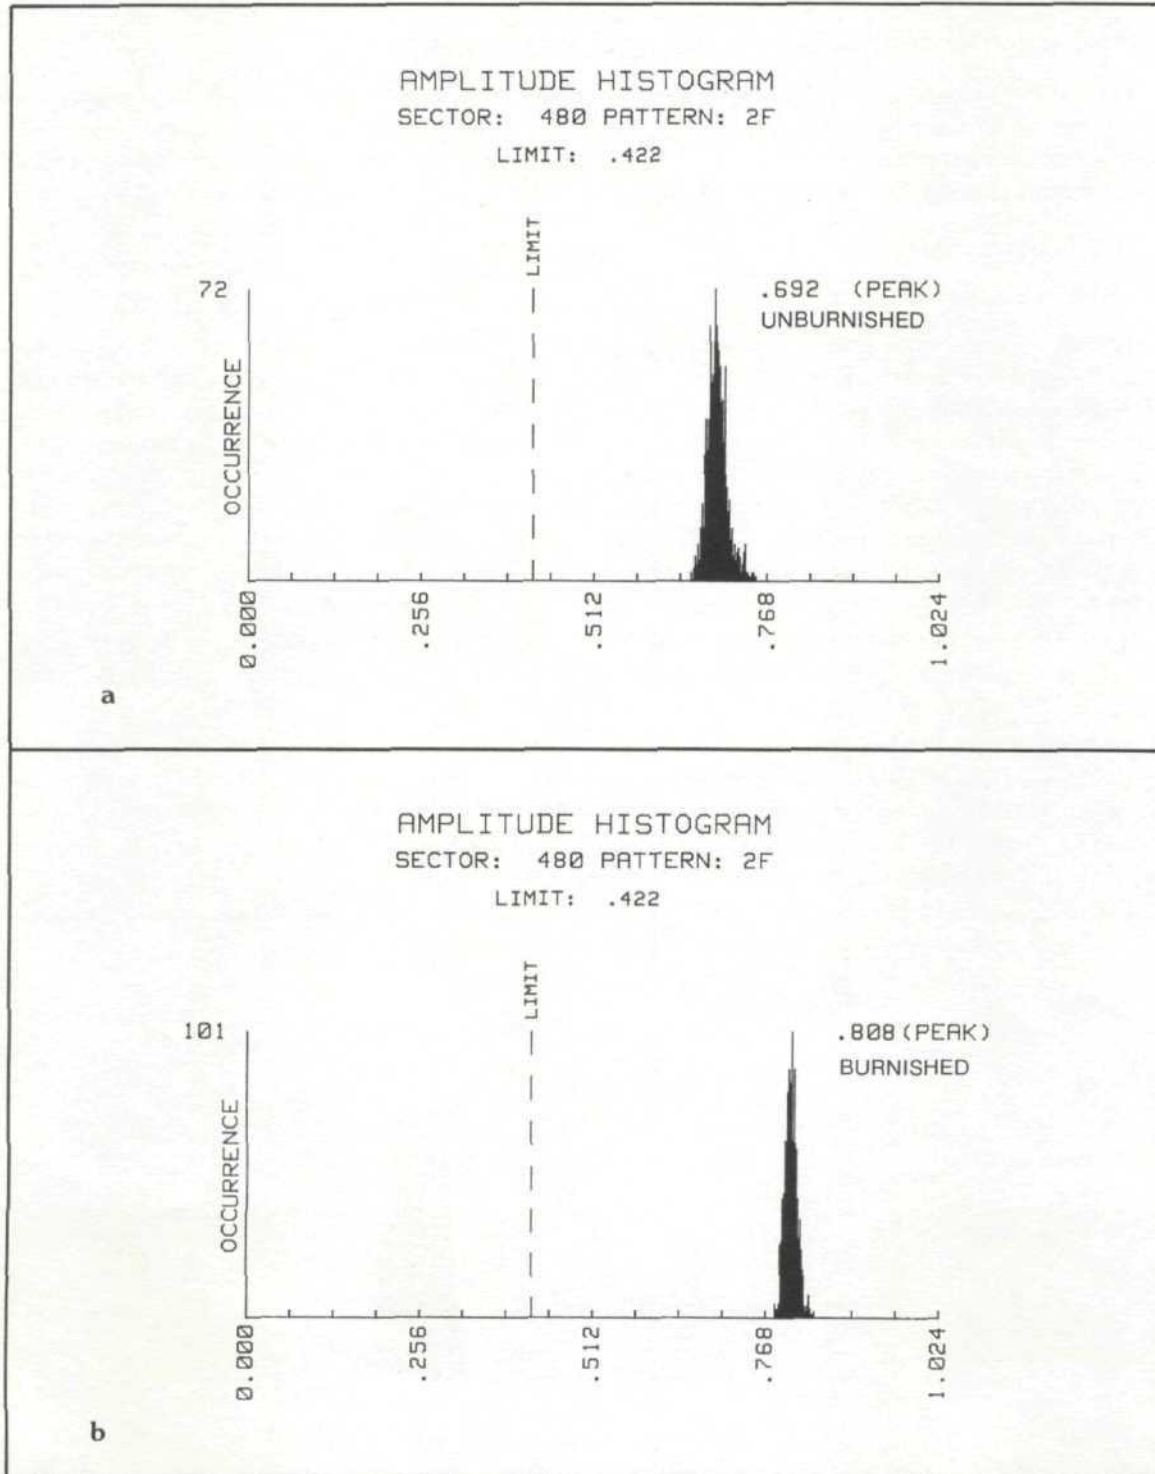 AMPLITUDE HISTOGRAM
SECTOR: 480 PATTERN: 2F
LIMIT: .422
LIMIT
72
.692 (PEAK)
UNBURNISHED
OCCURRENCE
0.000 .256 .512 .768 1.024
a
AMPLITUDE HISTOGRAM
SECTOR: 480 PATTERN: 2F
LIMIT: .422
LIMIT
101
.808 (PEAK)
BURNISHED
OCCURRENCE
0.000 .256 .512 .768 1.024
b